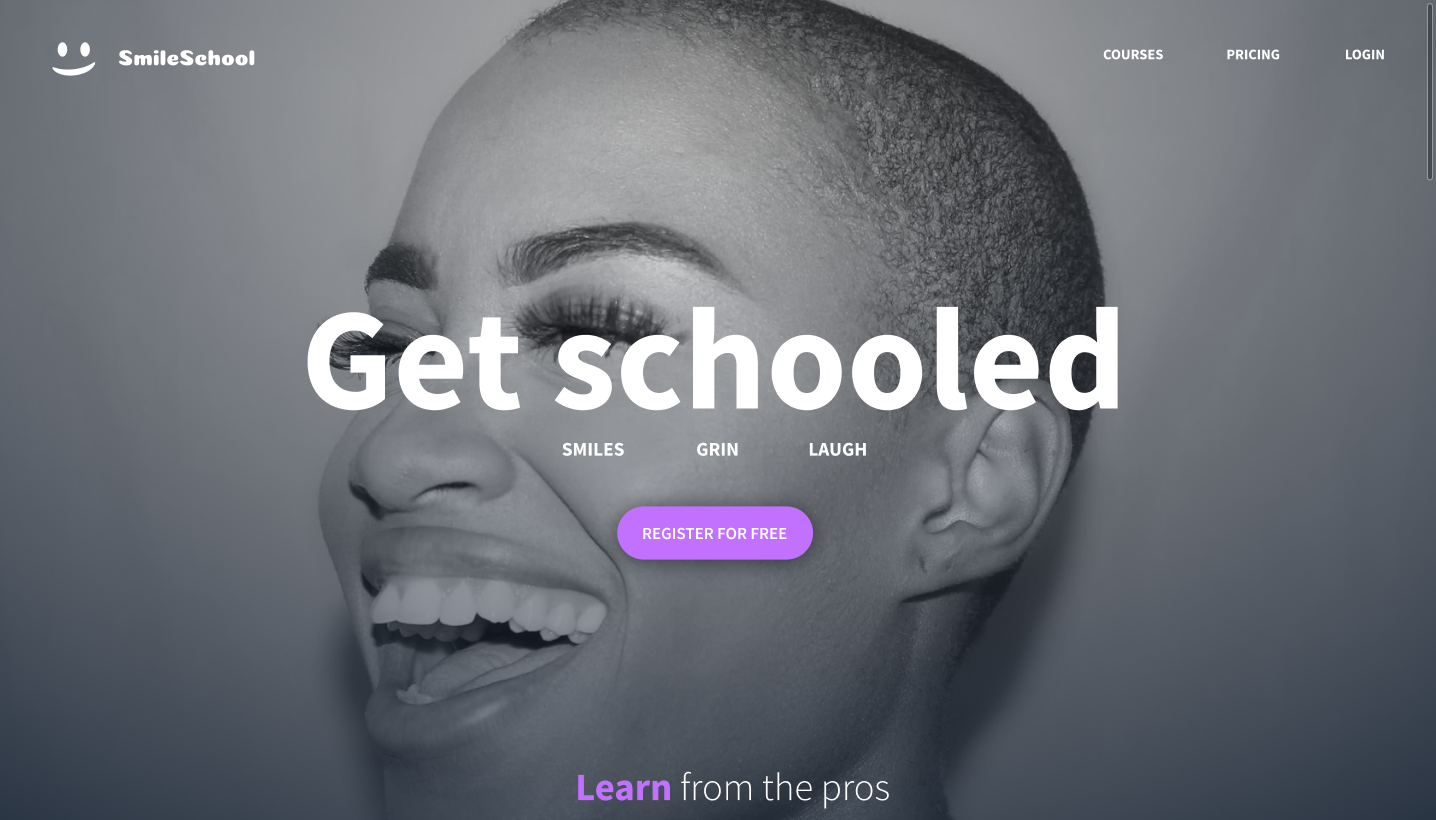 SmileSchool
COURSES PRICING LOGIN
Get schooled
SMILES GRIN LAUGH
REGISTER FOR FREE
Learn from the pros